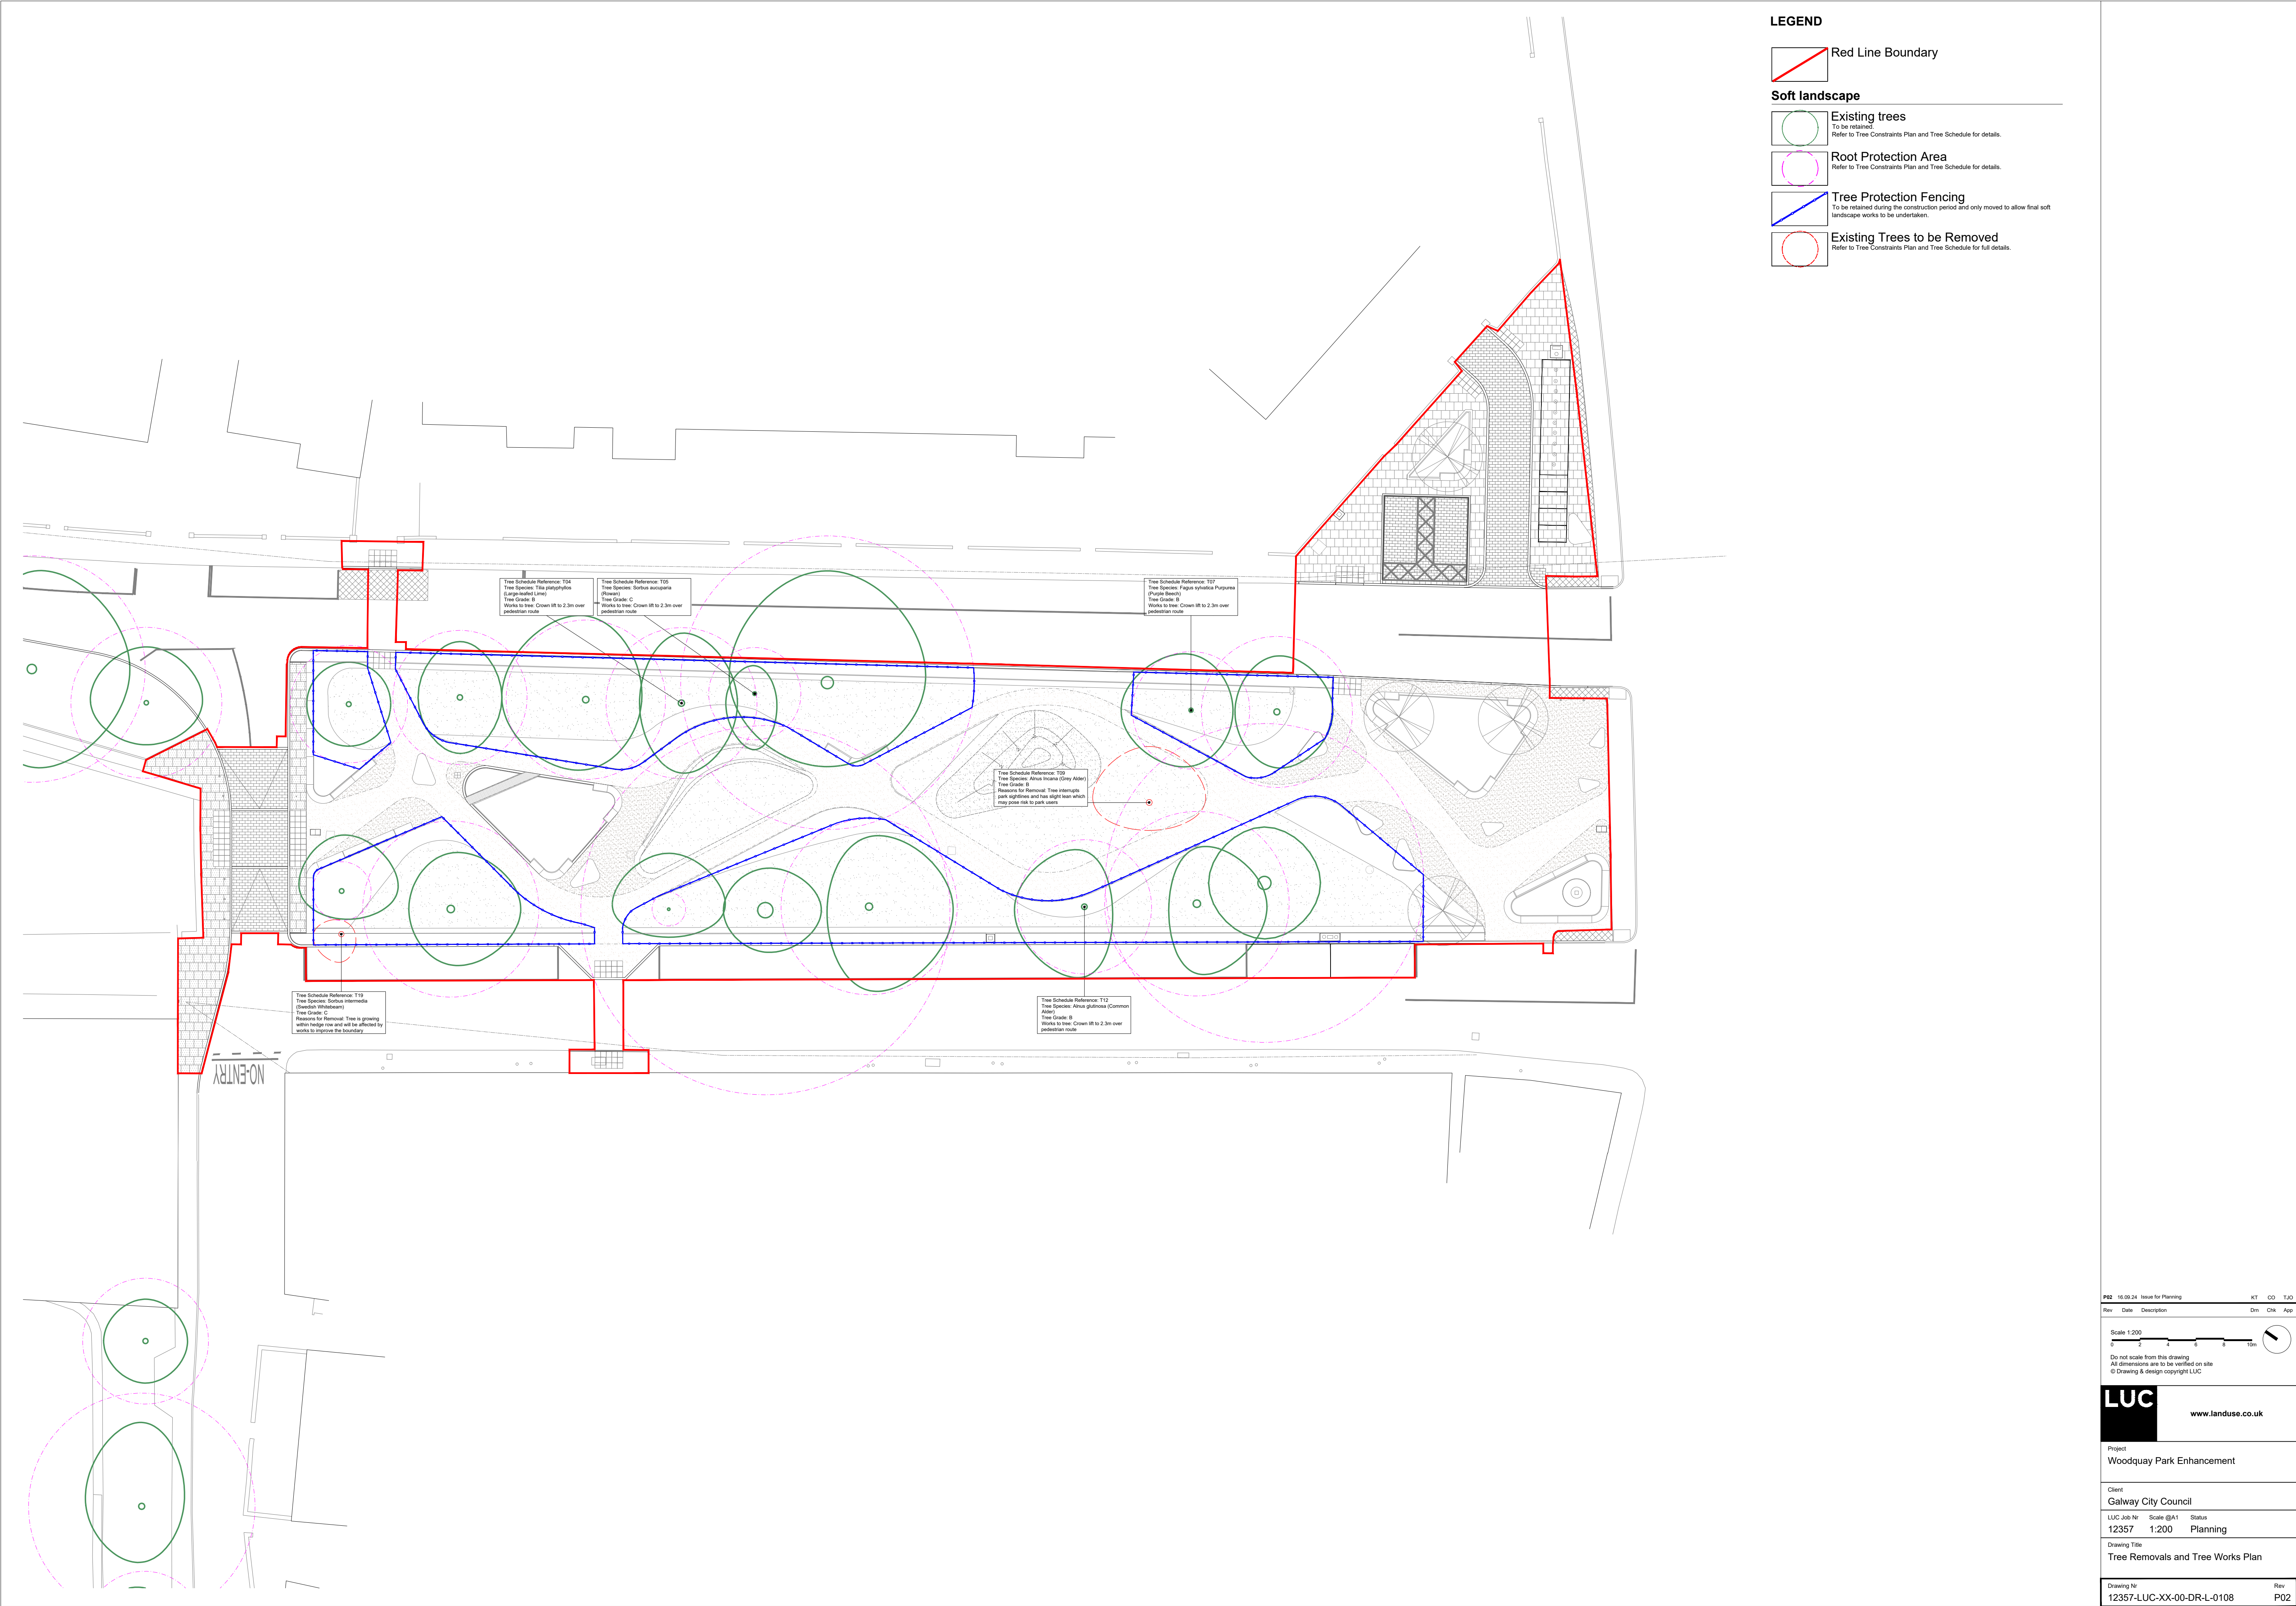 LEGEND
Red Line Boundary
Soft landscape
Existing trees
To be retained.
Refer to Tree Constraints Plan and Tree Schedule for details.
Root Protection Area
Refer to Tree Constraints Plan and Tree Schedule for details.
Tree Protection Fencing
To be retained during the construction period and only moved to allow final soft
landscape works to be undertaken.
Existing Trees to be Removed
Refer to Tree Constraints Plan and Tree Schedule for full details.
Tree Schedule Reference: T04
Tree Species: Tilia platyphyllos
(Large-leafed Lime)
Tree Grade: B
Works to tree: Crown lift to 2.3m over
pedestrian route
Tree Schedule Reference: T05
Tree Species: Sorbus aucuparia
(Rowan)
Tree Grade: C
Works to tree: Crown lift to 2.3m over
pedestrian route
Tree Schedule Reference: T07
Tree Species: Fagus sylvatica Purpurea
(Purple Beech)
Tree Grade: B
Works to tree: Crown lift to 2.3m over
pedestrian route
Tree Schedule Reference: T09
Tree Species: Alnus Incana (Grey Alder)
Tree Grade: B
Reasons for Removal: Tree interrupts
park sightlines and has slight lean which
may pose risk to park users
Tree Schedule Reference: T19
Tree Species: Sorbus intermedia
(Swedish Whitebeam)
Tree Grade: C
Reasons for Removal: Tree is growing
within hedge row and will be affected by
works to improve the boundary
Tree Schedule Reference: T12
Tree Species: Alnus glutinosa (Common
Alder)
Tree Grade: B
Works to tree: Crown lift to 2.3m over
pedestrian route
NO-ENTRY
P02 16.09.24 Issue for Planning KT CO TJO
Rev Date Description Drn Chk App
Scale 1:200
0 2 4 6 8 10m
Do not scale from this drawing
All dimensions are to be verified on site
© Drawing & design copyright LUC
LUC
www.landuse.co.uk
Project
Woodquay Park Enhancement
Client
Galway City Council
LUC Job Nr Scale @A1 Status
12357 1:200 Planning
Drawing Title
Tree Removals and Tree Works Plan
Drawing Nr Rev
12357-LUC-XX-00-DR-L-0108 P02